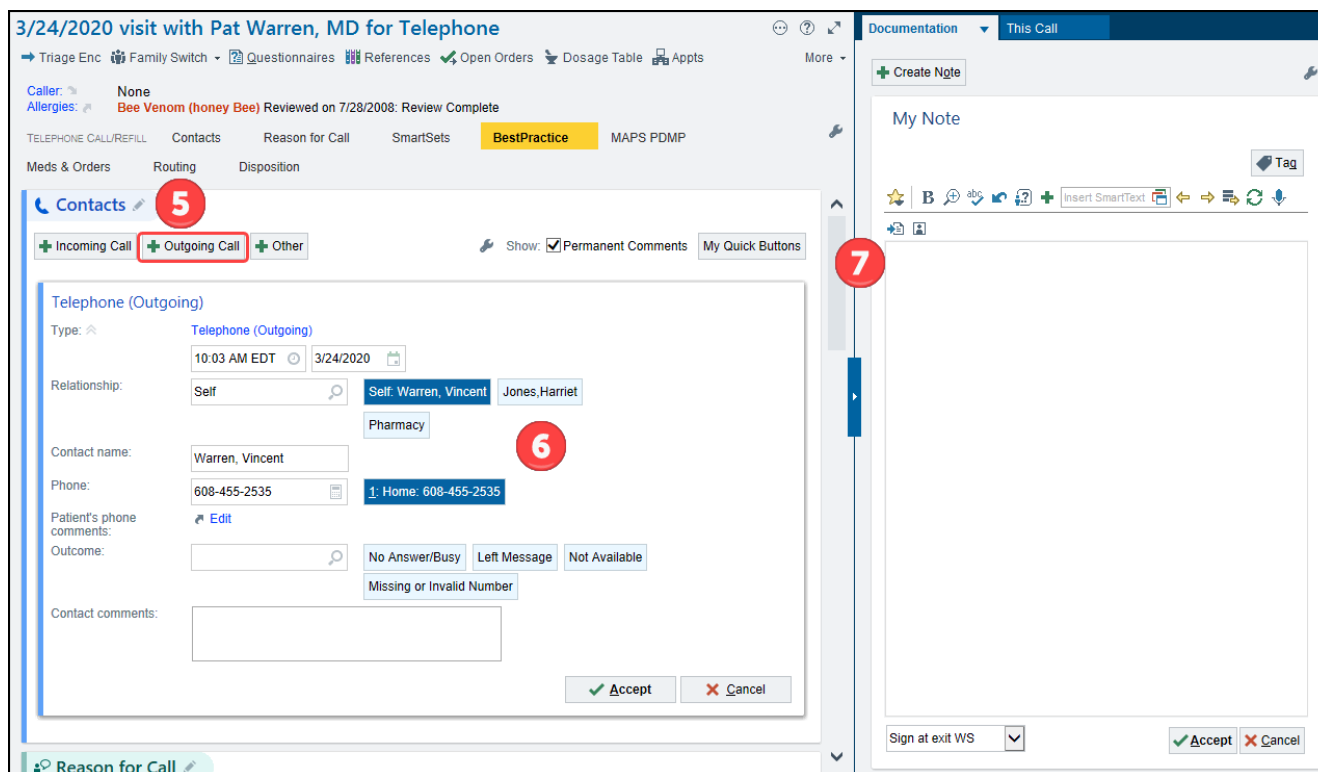 3/24/2020 visit with Pat Warren, MD for Telephone
Triage Enc Family Switch Questionnaires References Open Orders Dosage Table Appts More
Caller: None
Allergies: Bee Venom (honey Bee) Reviewed on 7/28/2008: Review Complete
TELEPHONE CALL/REFILL Contacts Reason for Call SmartSets BestPractice MAPS PDMP
Meds & Orders Routing Disposition
Contacts 5
Incoming Call Outgoing Call Other Show: Permanent Comments My Quick Buttons
Telephone (Outgoing)
Type: Telephone (Outgoing)
10:03 AM EDT 3/24/2020
Relationship: Self Self: Warren, Vincent Jones,Harriet
Pharmacy
6
Contact name: Warren, Vincent
Phone: 608-455-2535 1: Home: 608-455-2535
Patient's phone
comments: Edit
Outcome: No Answer/Busy Left Message Not Available
Missing or Invalid Number
Contact comments:
Accept Cancel
Reason for Call
Documentation This Call
Create Note
My Note
Tag
B abc Insert SmartText
7
Sign at exit WS Accept Cancel